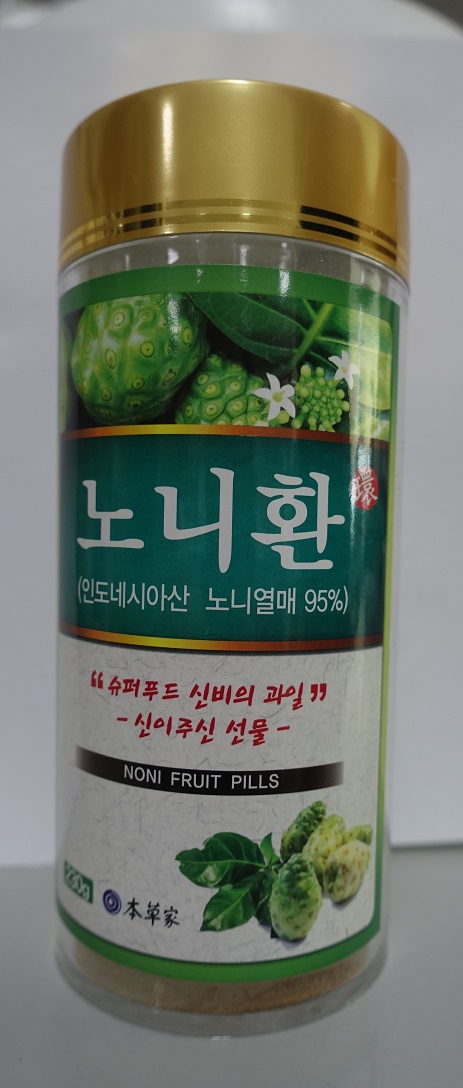 노니환 環
(인도네시아산 노니열매 95%)
"슈퍼푸드 신비의 과일"
- 신이주신 선물 -
NONI FRUIT PILLS
230g
本草家